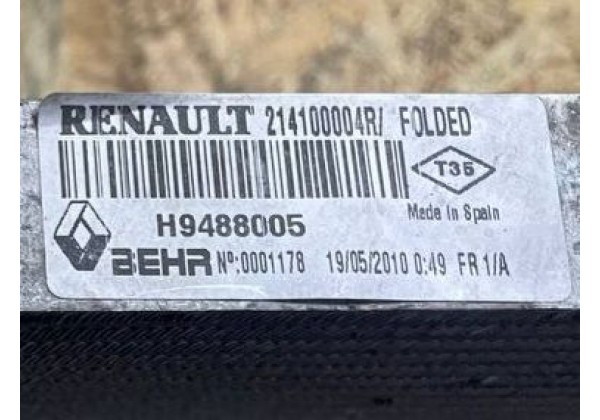 RENAULT 214100004R/ FOLDED
T35
H9488005 Made in Spain
BEHR Nº:0001178 19/05/2010 0:49 FR 1/A